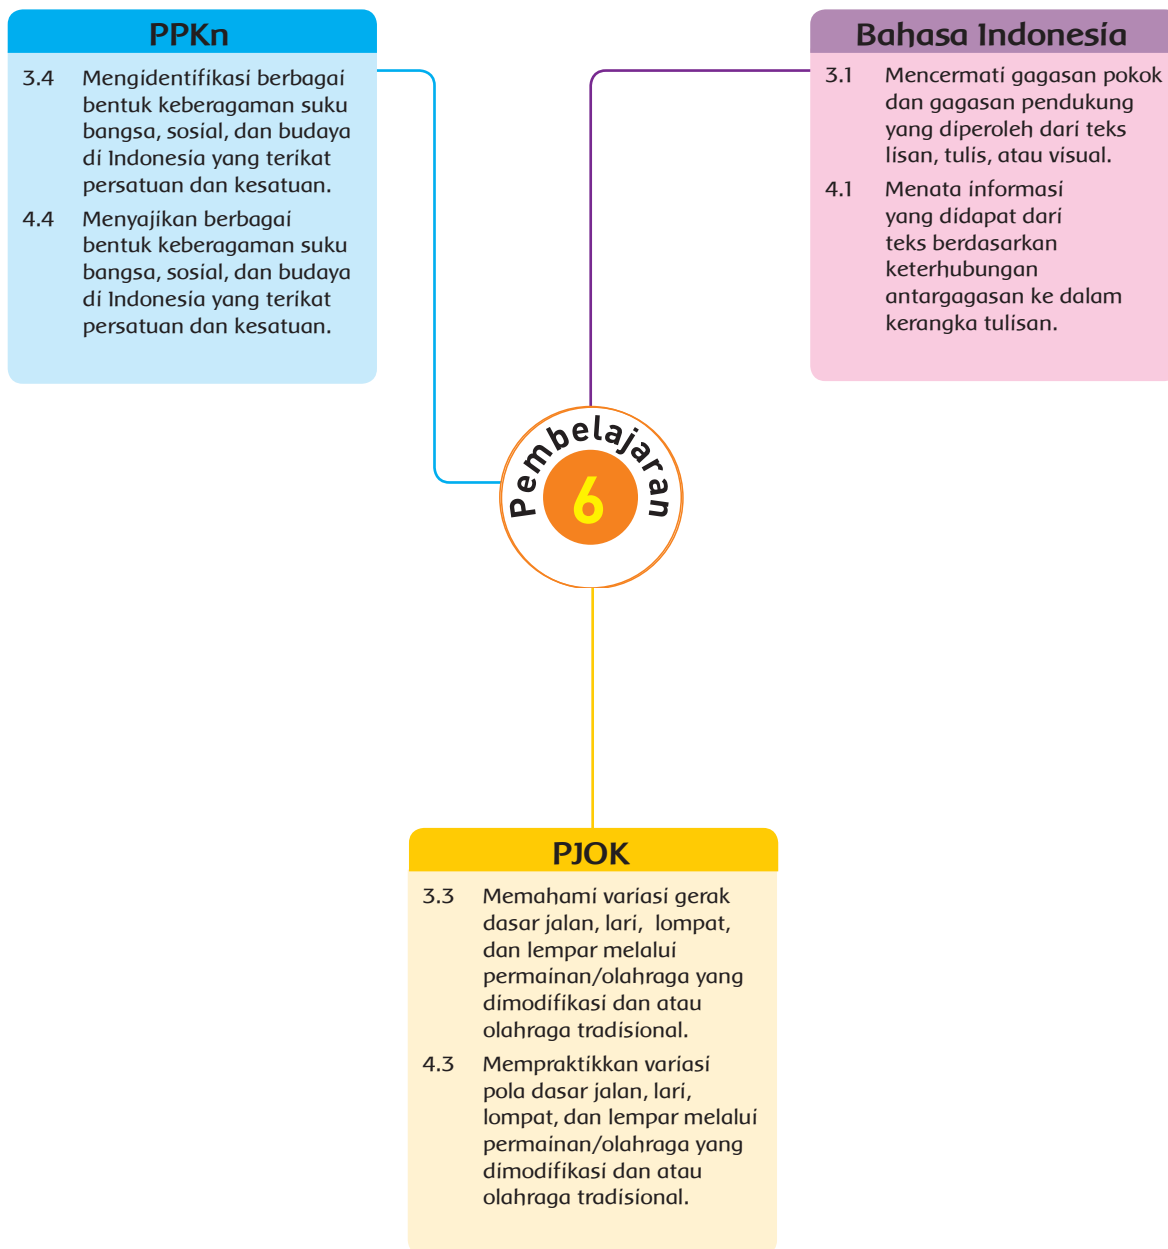 PPKn
3.4 Mengidentifikasi berbagai
bentuk keberagaman suku
bangsa, sosial, dan budaya
di Indonesia yang terikat
persatuan dan kesatuan.
4.4 Menyajikan berbagai
bentuk keberagaman suku
bangsa, sosial, dan budaya
di Indonesia yang terikat
persatuan dan kesatuan.
Bahasa Indonesia
3.1 Mencermati gagasan pokok
dan gagasan pendukung
yang diperoleh dari teks
lisan, tulis, atau visual.
4.1 Menata informasi
yang didapat dari
teks berdasarkan
keterhubungan
antargagasan ke dalam
kerangka tulisan.
Pembelajaran
6
PJOK
3.3 Memahami variasi gerak
dasar jalan, lari, lompat,
dan lempar melalui
permainan/olahraga yang
dimodifikasi dan atau
olahraga tradisional.
4.3 Mempraktikkan variasi
pola dasar jalan, lari,
lompat, dan lempar melalui
permainan/olahraga yang
dimodifikasi dan atau
olahraga tradisional.